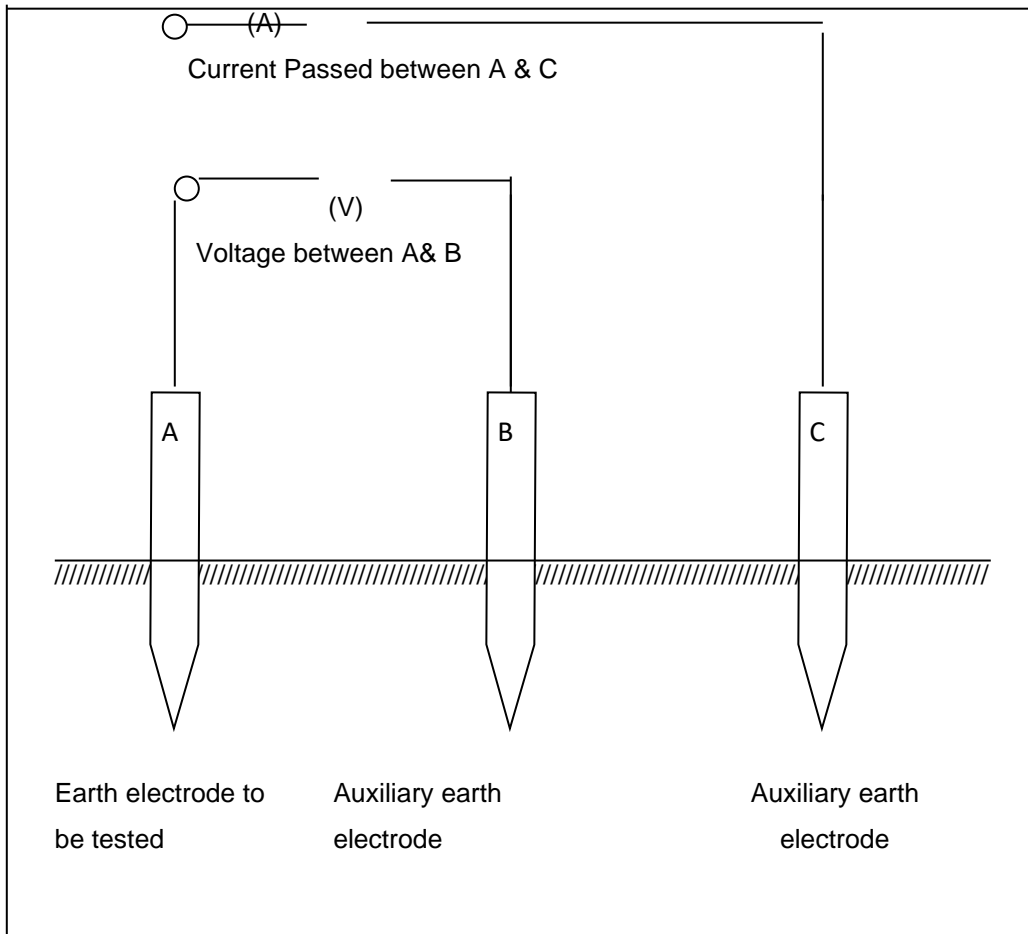 (A)
Current Passed between A & C
(V)
Voltage between A& B
A
B
C
Earth electrode to
be tested
Auxiliary earth
electrode
Auxiliary earth
electrode